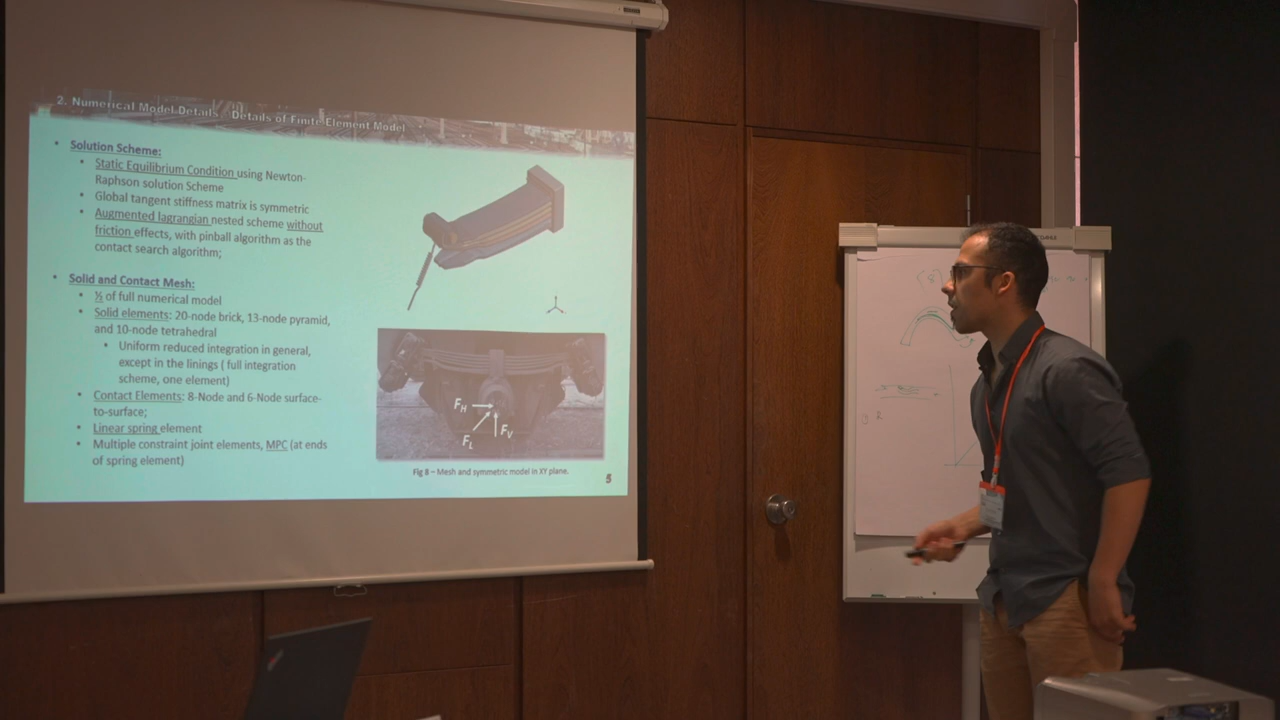 2. Numerical Model Details Details of Finite Element Model
• Solution Scheme:
• Static Equilibrium Condition using Newton-
Raphson solution Scheme
• Global tangent stiffness matrix is symmetric
• Augmented lagrangian nested scheme without
friction effects, with pinball algorithm as the
contact search algorithm;
• Solid and Contact Mesh:
• ½ of full numerical model
• Solid elements: 20-node brick, 13-node pyramid,
and 10-node tetrahedral
• Uniform reduced integration in general,
except in the linings ( full integration
scheme, one element)
• Contact Elements: 8-Node and 6-Node surface-
to-surface;
• Linear spring element
• Multiple constraint joint elements, MPC (at ends
of spring element)
FH
FL
FV
Fig 8 – Mesh and symmetric model in XY plane.
5
R